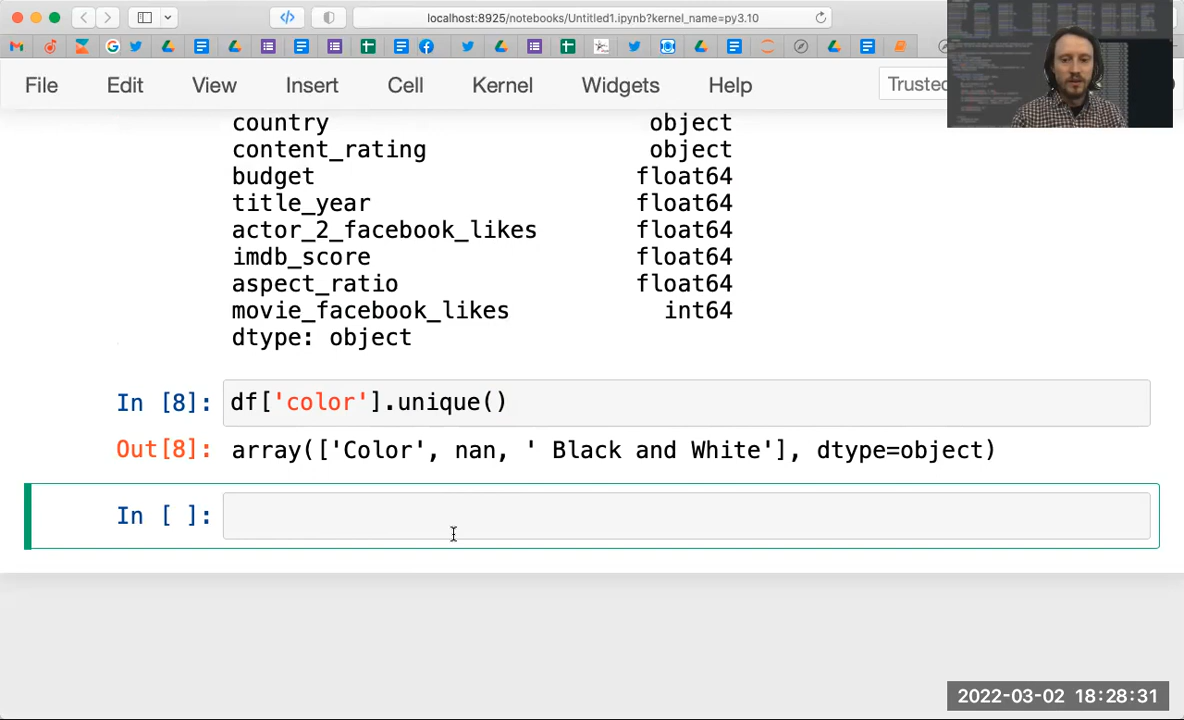 localhost:8925/notebooks/Untitled1.ipynb?kernel_name=py3.10
File Edit View Insert Cell Kernel Widgets Help Trusted
country object
content_rating object
budget float64
title_year float64
actor_2_facebook_likes float64
imdb_score float64
aspect_ratio float64
movie_facebook_likes int64
dtype: object
In [8]: df['color'].unique()
Out[8]: array(['Color', nan, ' Black and White'], dtype=object)
In [ ]:
2022-03-02 18:28:31